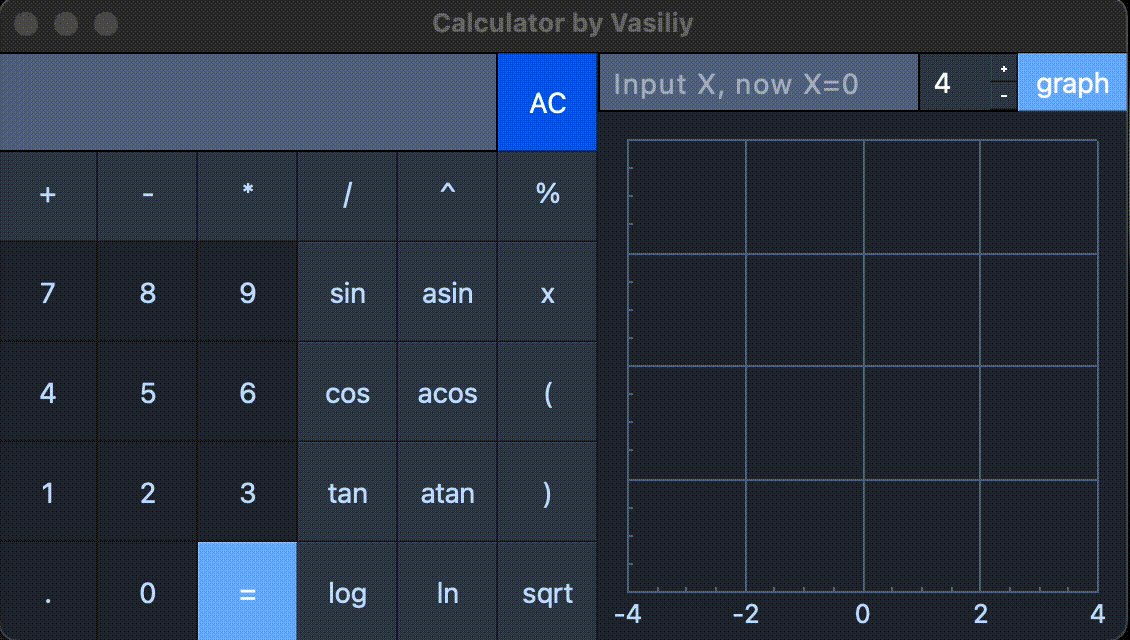 Calculator by Vasiliy
AC
Input X, now X=0
4
+
-
graph
+ - * / ^ %
7 8 9 sin asin x
4 5 6 cos acos (
1 2 3 tan atan )
. 0 = log ln sqrt
-4 -2 0 2 4